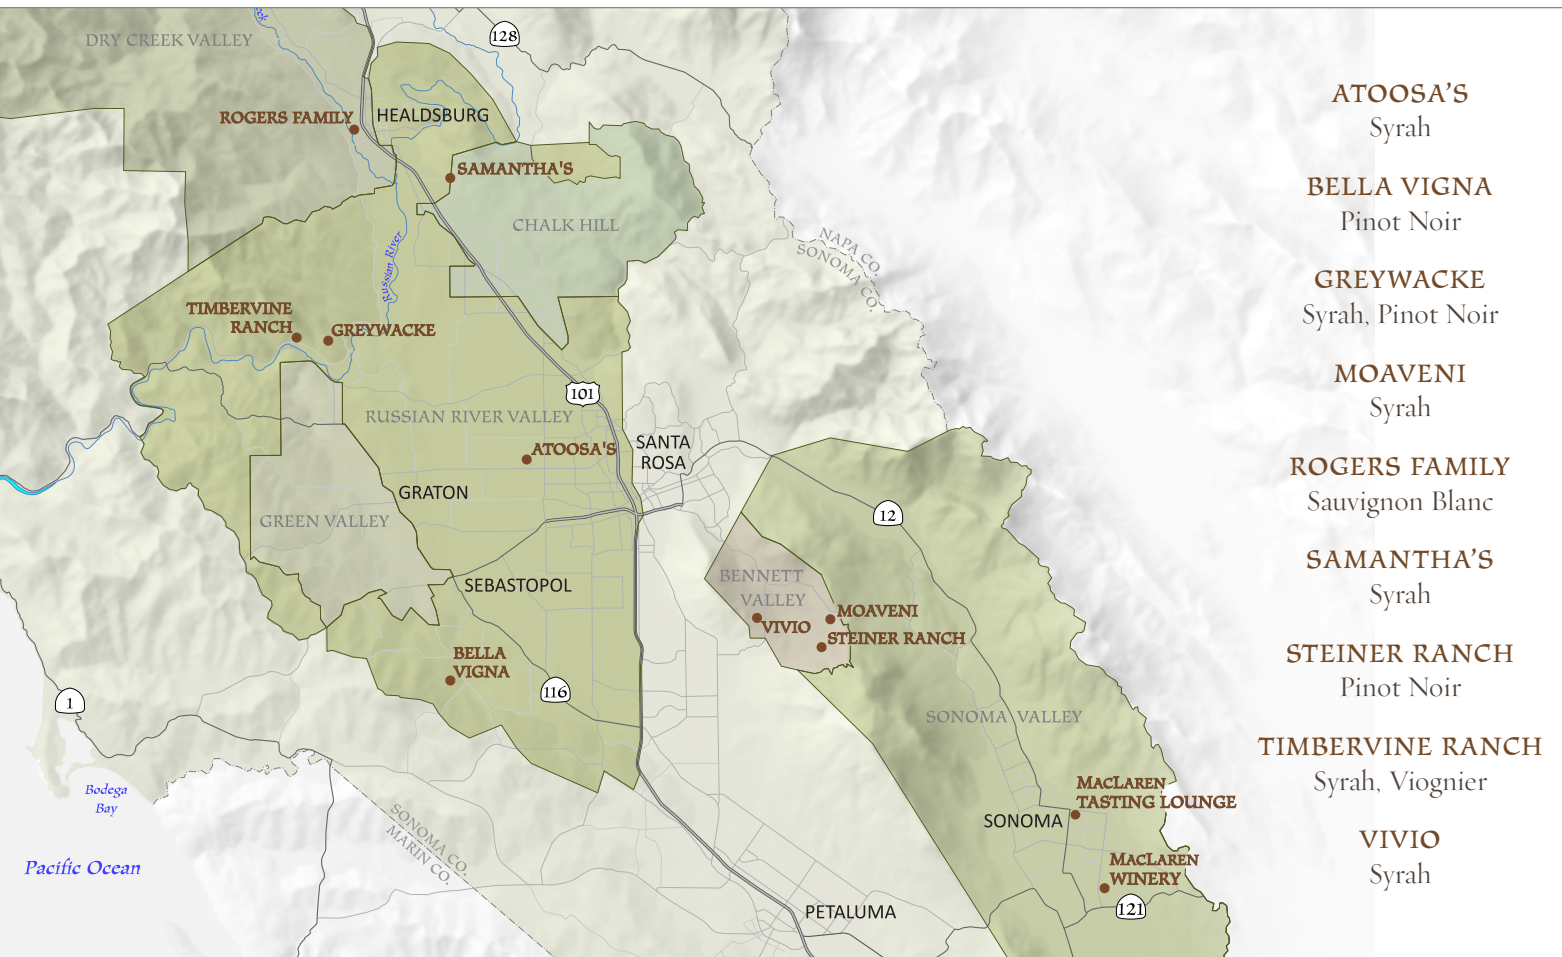 eek
DRY CREEK VALLEY
128
ROGERS FAMILY
HEALDSBURG
SAMANTHA'S
CHALK HILL
Russian River
NAPA CO.
SONOMA CO.
TIMBERVINE
RANCH
GREYWACKE
101
RUSSIAN RIVER VALLEY
ATOOSA'S
SANTA
ROSA
GRATON
GREEN VALLEY
12
SEBASTOPOL
BENNETT
VALLEY
MOAVENI
VIVIO
STEINER RANCH
BELLA
VIGNA
116
1
SONOMA VALLEY
Bodega
Bay
MACLAREN
TASTING LOUNGE
SONOMA
SONOMA CO.
MARIN CO.
Pacific Ocean
MACLAREN
WINERY
121
PETALUMA
ATOOSA’S
Syrah
BELLA VIGNA
Pinot Noir
GREYWACKE
Syrah, Pinot Noir
MOAVENI
Syrah
ROGERS FAMILY
Sauvignon Blanc
SAMANTHA’S
Syrah
STEINER RANCH
Pinot Noir
TIMBERVINE RANCH
Syrah, Viognier
VIVIO
Syrah